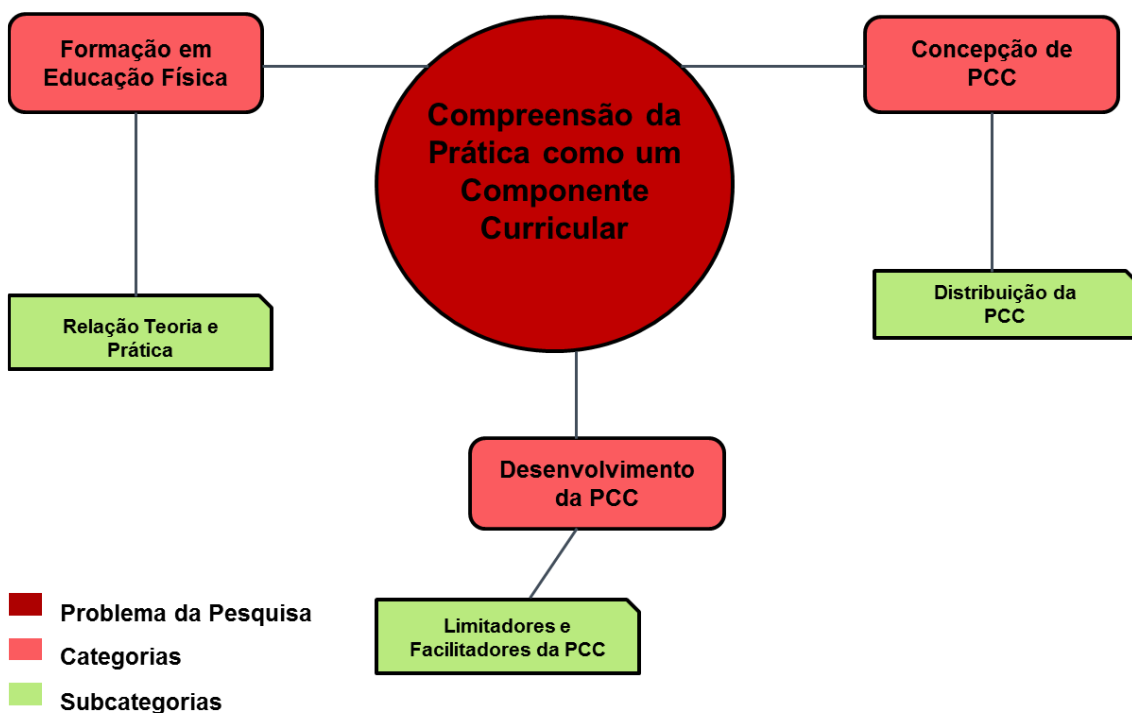 Formação em
Educação Física
Compreensão da
Prática como um
Componente
Curricular
Concepção de
PCC
Relação Teoria e
Prática
Distribuição da
PCC
Desenvolvimento
da PCC
Limitadores e
Facilitadores da PCC
Problema da Pesquisa
Categorias
Subcategorias